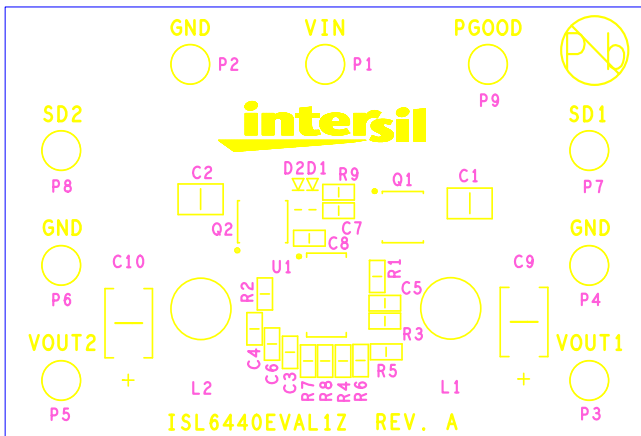 GND VIN PGOOD
P2 P1
P9
Pb
SD2 intersil SD1
P8 P7
C2 D2D1 R9 Q1 C1
Q2 C7
GND C8 GND
C10 U1 R1 C9
P6 R2 C5 P4
VOUT2 C4 R3 VOUT1
C6 C3 R7 R8 R4 R6 R5
+ +
P5 L2 L1 P3
ISL6440EVAL1Z REV. A